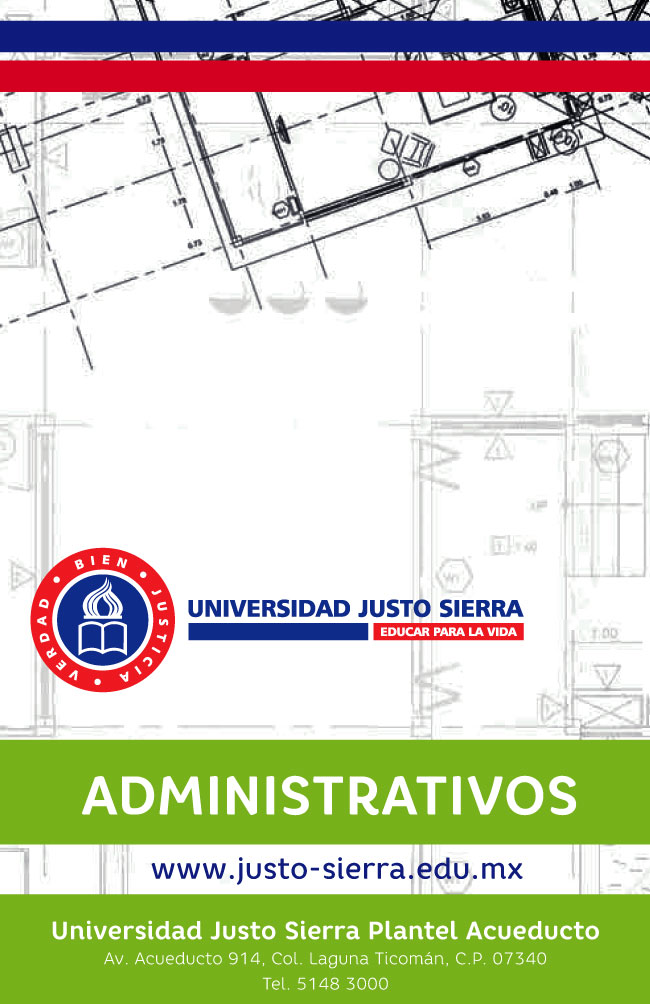 BIEN
JUSTICIA
VERDAD
UNIVERSIDAD JUSTO SIERRA
EDUCAR PARA LA VIDA
ADMINISTRATIVOS
www.justo-sierra.edu.mx
Universidad Justo Sierra Plantel Acueducto
Av. Acueducto 914, Col. Laguna Ticomán, C.P. 07340
Tel. 5148 3000